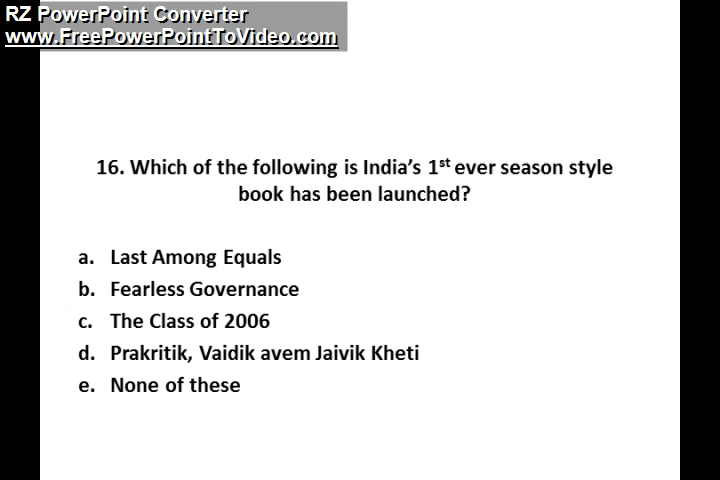 RZ PowerPoint Converter
www.FreePowerPointToVideo.com
16. Which of the following is India's 1st ever season style
book has been launched?
a. Last Among Equals
b. Fearless Governance
c. The Class of 2006
d. Prakritik, Vaidik avem Jaivik Kheti
e. None of these